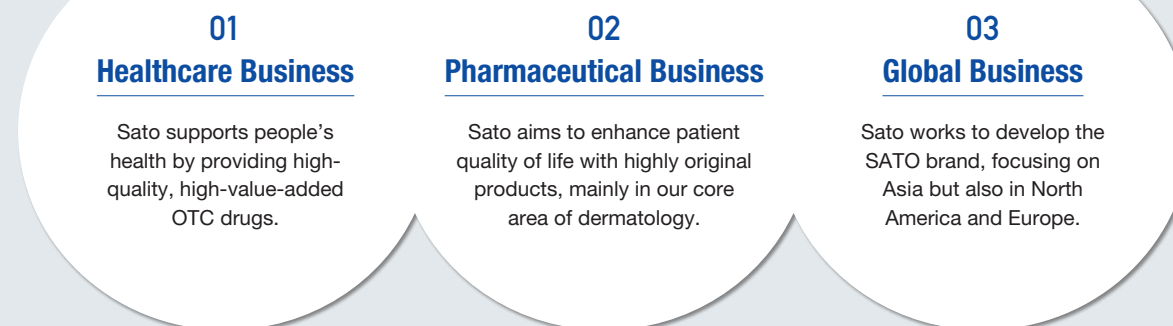 01
Healthcare Business
Sato supports people's
health by providing high-
quality, high-value-added
OTC drugs.
02
Pharmaceutical Business
Sato aims to enhance patient
quality of life with highly original
products, mainly in our core
area of dermatology.
03
Global Business
Sato works to develop the
SATO brand, focusing on
Asia but also in North
America and Europe.